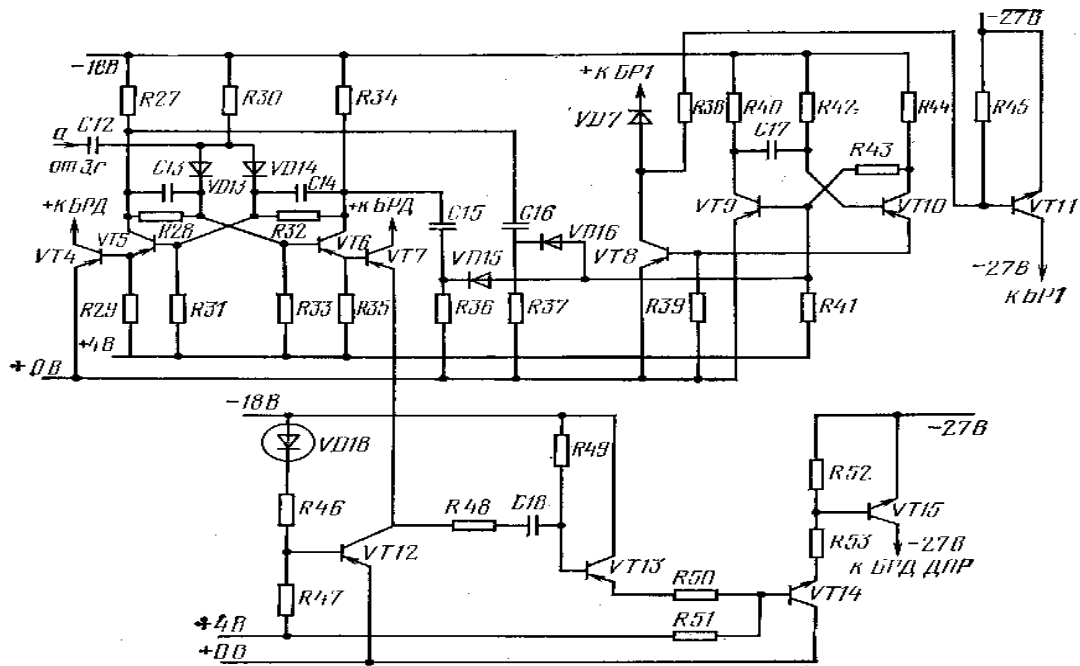 -27В
-18В
+к БР1
R27
R30
R34
VD7
R38
R40
R42
R44
R45
а
C12
от З.Г
C13
VD13
VD14
C14
C17
R43
+к БРД
+к БРД
C15
C16
VT4
VT5
R28
R32
VT6
VT7
VD15
VD16
VT8
VT9
VT10
VT11
-27В
к БР1
R29
R31
R33
R35
R36
R37
R39
R41
+4В
+0В
-18В
-27В
VD18
R49
R52
R46
R48
C18
VT15
VT12
VT13
R53
-27В
к БРД ДПР
R47
R50
VT14
R51
+4В
+0В